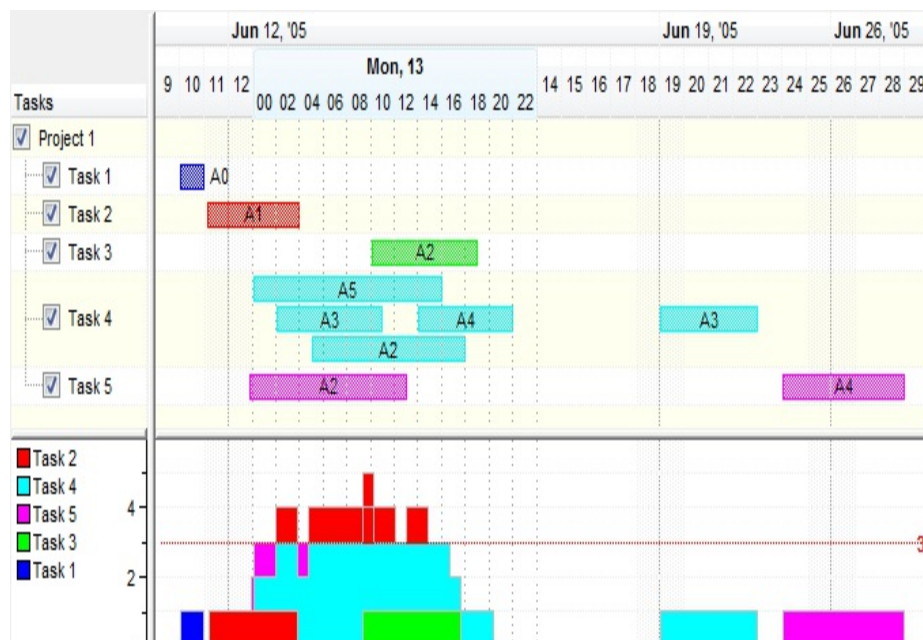 Jun 12, '05 Jun 19, '05 Jun 26, '05
Mon, 13
9 10 11 12 14 15 16 17 18 19 20 21 22 23 24 25 26 27 28 29
00 02 04 06 08 10 12 14 16 18 20 22
Tasks
Project 1
Task 1 A0
Task 2 A1
Task 3 A2
A5
Task 4 A3 A4 A3
A2
Task 5 A2 A4
Task 2
Task 4
Task 5
Task 3
Task 1
4
3
2